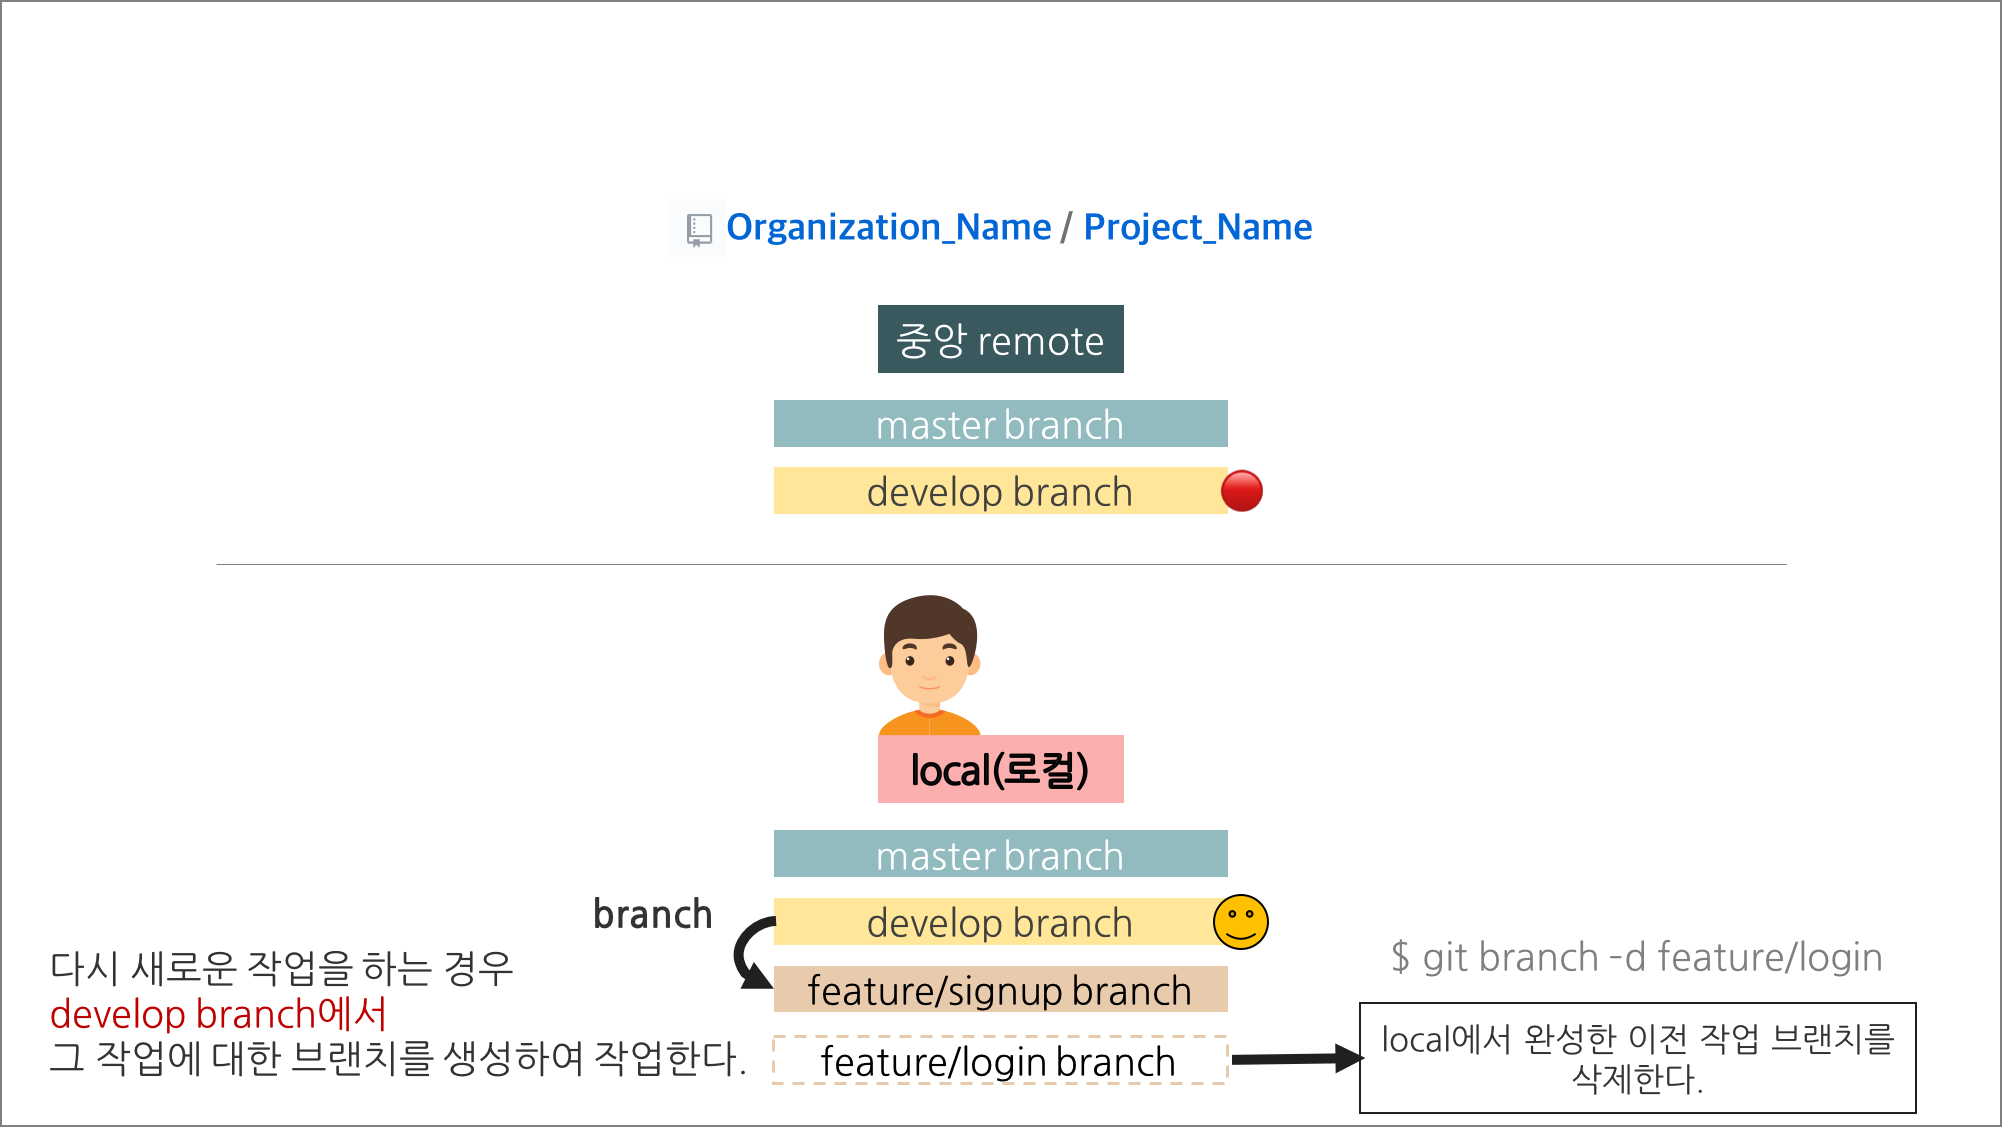 Organization_Name / Project_Name
중앙 remote
master branch
develop branch
local(로컬)
master branch
branch
develop branch
다시 새로운 작업을 하는 경우
develop branch에서
그 작업에 대한 브랜치를 생성하여 작업한다.
feature/signup branch
feature/login branch
$ git branch -d feature/login
local에서 완성한 이전 작업 브랜치를
삭제한다.